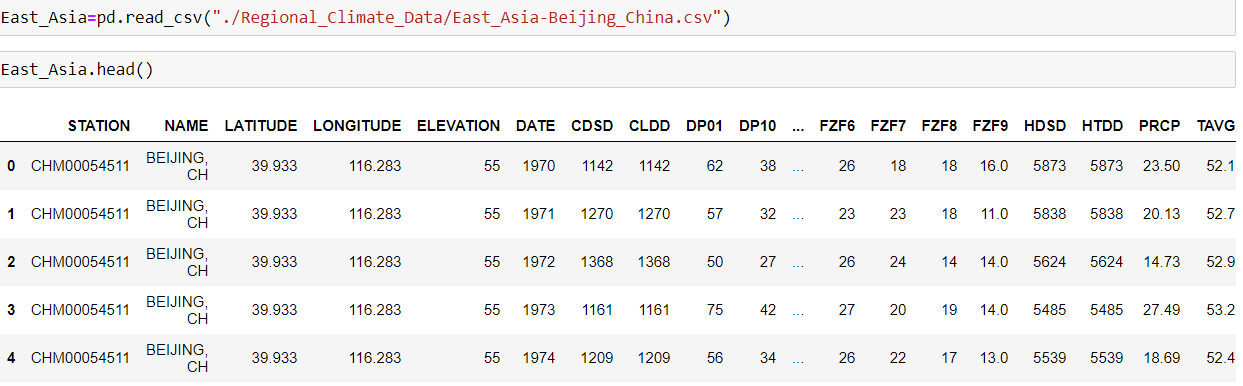 East_Asia=pd.read_csv("./Regional_Climate_Data/East_Asia-Beijing_China.csv")
East_Asia.head()
STATION NAME LATITUDE LONGITUDE ELEVATION DATE CDSD CLDD DP01 DP10 ... FZF6 FZF7 FZF8 FZF9 HDSD HTDD PRCP TAVG
0 CHM00054511 BEIJING, CH 39.933 116.283 55 1970 1142 1142 62 38 ... 26 18 18 16.0 5873 5873 23.50 52.1
1 CHM00054511 BEIJING, CH 39.933 116.283 55 1971 1270 1270 57 32 ... 23 23 18 11.0 5838 5838 20.13 52.7
2 CHM00054511 BEIJING, CH 39.933 116.283 55 1972 1368 1368 50 27 ... 26 24 14 14.0 5624 5624 14.73 52.9
3 CHM00054511 BEIJING, CH 39.933 116.283 55 1973 1161 1161 75 42 ... 27 20 19 14.0 5485 5485 27.49 53.2
4 CHM00054511 BEIJING, CH 39.933 116.283 55 1974 1209 1209 56 34 ... 26 22 17 13.0 5539 5539 18.69 52.4